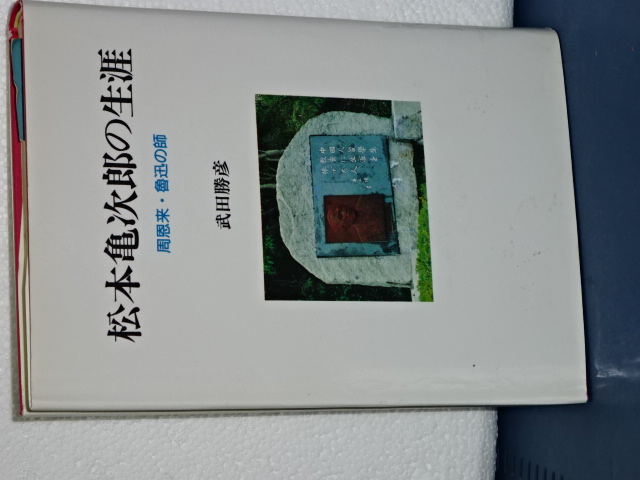 松本亀次郎の生涯
周恩来・魯迅の師
武田勝彦